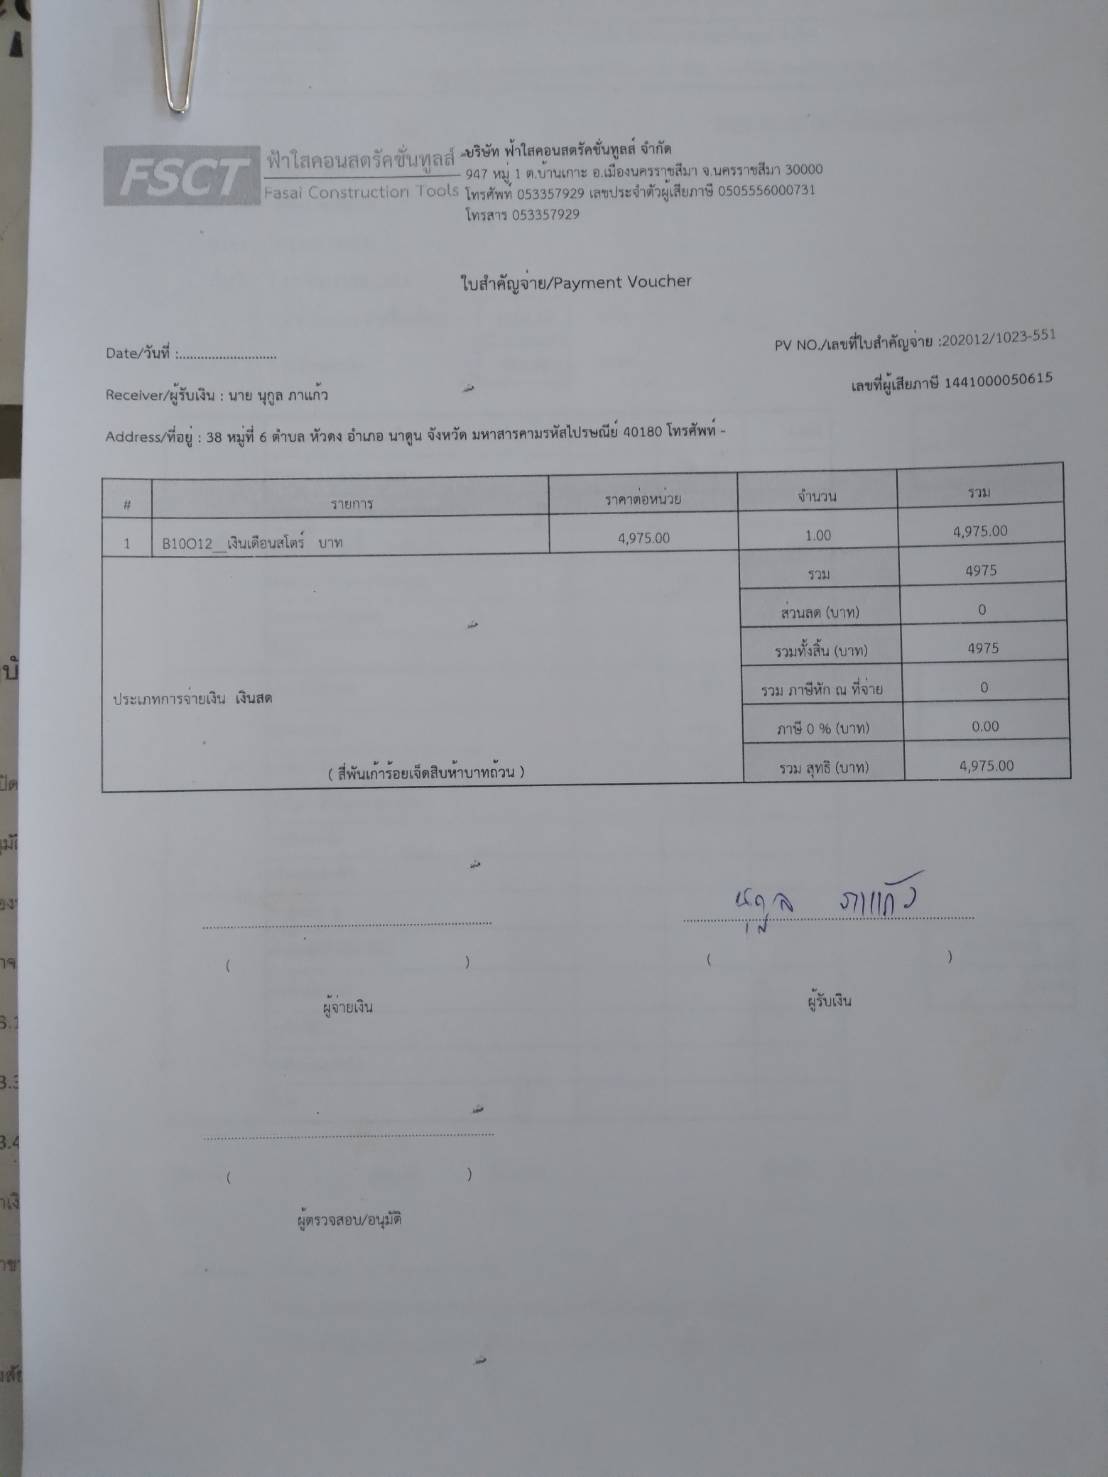 FSCT
ฟ้าใสคอนสตรัคชั่นทูลส์
Fasai Construction Tools
บริษัท ฟ้าใสคอนสตรัคชั่นทูลส์ จำกัด
947 หมู่ 1 ต.บ้านเกาะ อ.เมืองนครราชสีมา จ.นครราชสีมา 30000
โทรศัพท์ 053357929 เลขประจำตัวผู้เสียภาษี 0505556000731
โทรสาร 053357929
ใบสำคัญจ่าย/Payment Voucher
Date/วันที่ :...........................
PV NO./เลขที่ใบสำคัญจ่าย :202012/1023-551
Receiver/ผู้รับเงิน : นาย นุกูล ภาแก้ว
เลขที่ผู้เสียภาษี 1441000050615
Address/ที่อยู่ : 38 หมู่ที่ 6 ตำบล หัวดง อำเภอ นาดูน จังหวัด มหาสารคามรหัสไปรษณีย์ 40180 โทรศัพท์ -
# รายการ ราคาต่อหน่วย จำนวน รวม
1 B10O12__เงินเดือนสโตร์ บาท 4,975.00 1.00 4,975.00
รวม 4975
ส่วนลด (บาท) 0
รวมทั้งสิ้น (บาท) 4975
ประเภทการจ่ายเงิน เงินสด รวม ภาษีหัก ณ ที่จ่าย 0
ภาษี 0 % (บาท) 0.00
( สี่พันเก้าร้อยเจ็ดสิบห้าบาทถ้วน ) รวม สุทธิ (บาท) 4,975.00
นุกูล ภาแก้ว
( ) ( )
ผู้จ่ายเงิน ผู้รับเงิน
( )
ผู้ตรวจสอบ/อนุมัติ